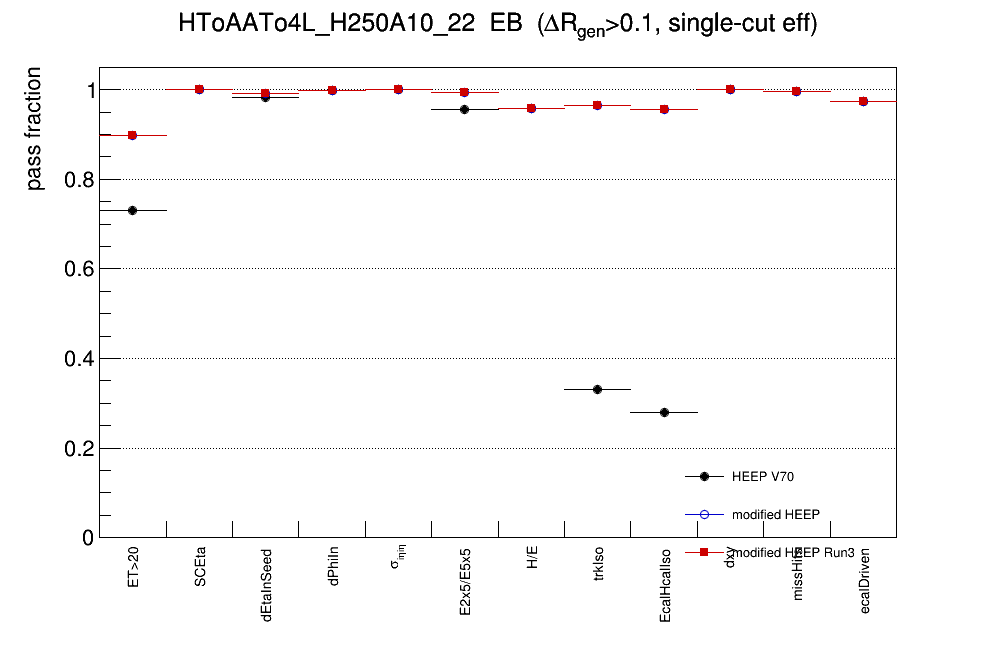 HToAATo4L_H250A10_22 EB (ΔRgen>0.1, single-cut eff)
pass fraction
1
0.8
0.6
0.4
0.2
0
HEEP V70
modified HEEP
modified HEEP Run3
ET>20
SCEta
dEtaInSeed
dPhiIn
σiηiη
E2x5/E5x5
H/E
trkIso
EcalHcalIso
dxy
missHits
ecalDriven